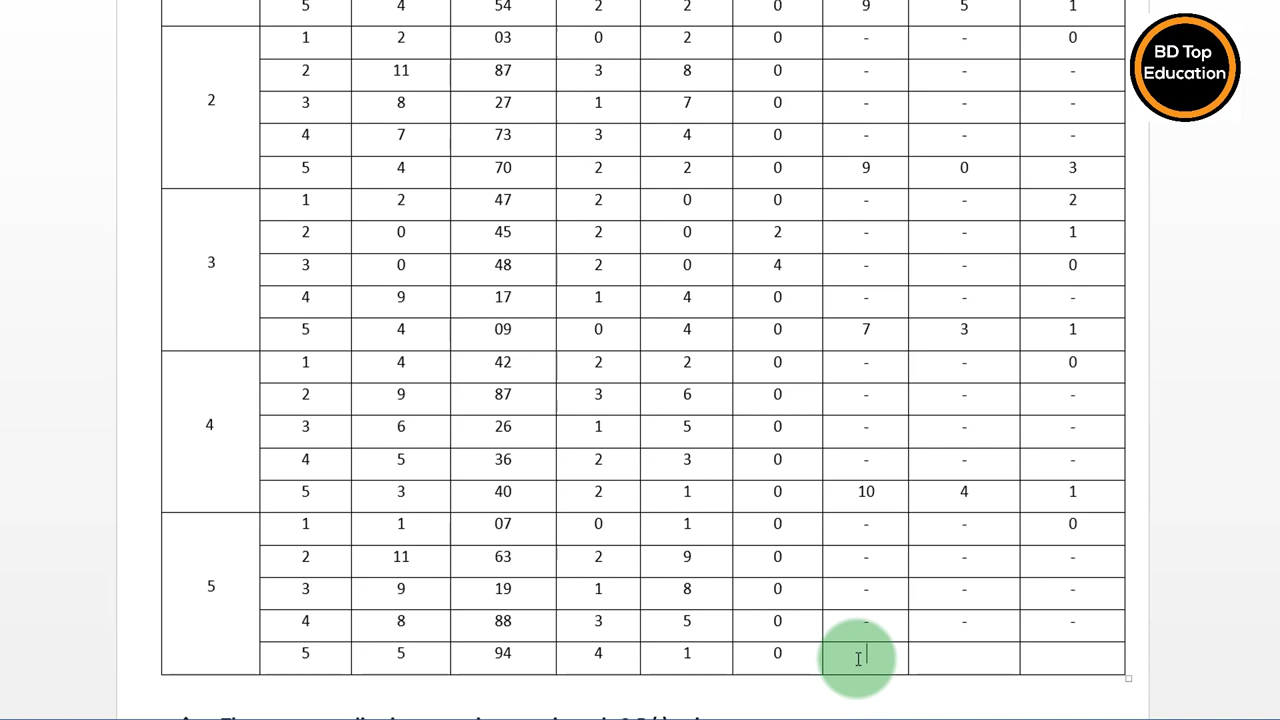 5 4 54 2 2 0 9 5 1
1 2 03 0 2 0 - - 0
2 11 87 3 8 0 - - -
2
3 8 27 1 7 0 - - -
4 7 73 3 4 0 - - -
5 4 70 2 2 0 9 0 3
1 2 47 2 0 0 - - 2
2 0 45 2 0 2 - - 1
3
3 0 48 2 0 4 - - 0
4 9 17 1 4 0 - - -
5 4 09 0 4 0 7 3 1
1 4 42 2 2 0 - - 0
2 9 87 3 6 0 - - -
4
3 6 26 1 5 0 - - -
4 5 36 2 3 0 - - -
5 3 40 2 1 0 10 4 1
1 1 07 0 1 0 - - 0
2 11 63 2 9 0 - - -
5
3 9 19 1 8 0 - - -
4 8 88 3 5 0 - - -
5 5 94 4 1 0
BD Top
Education